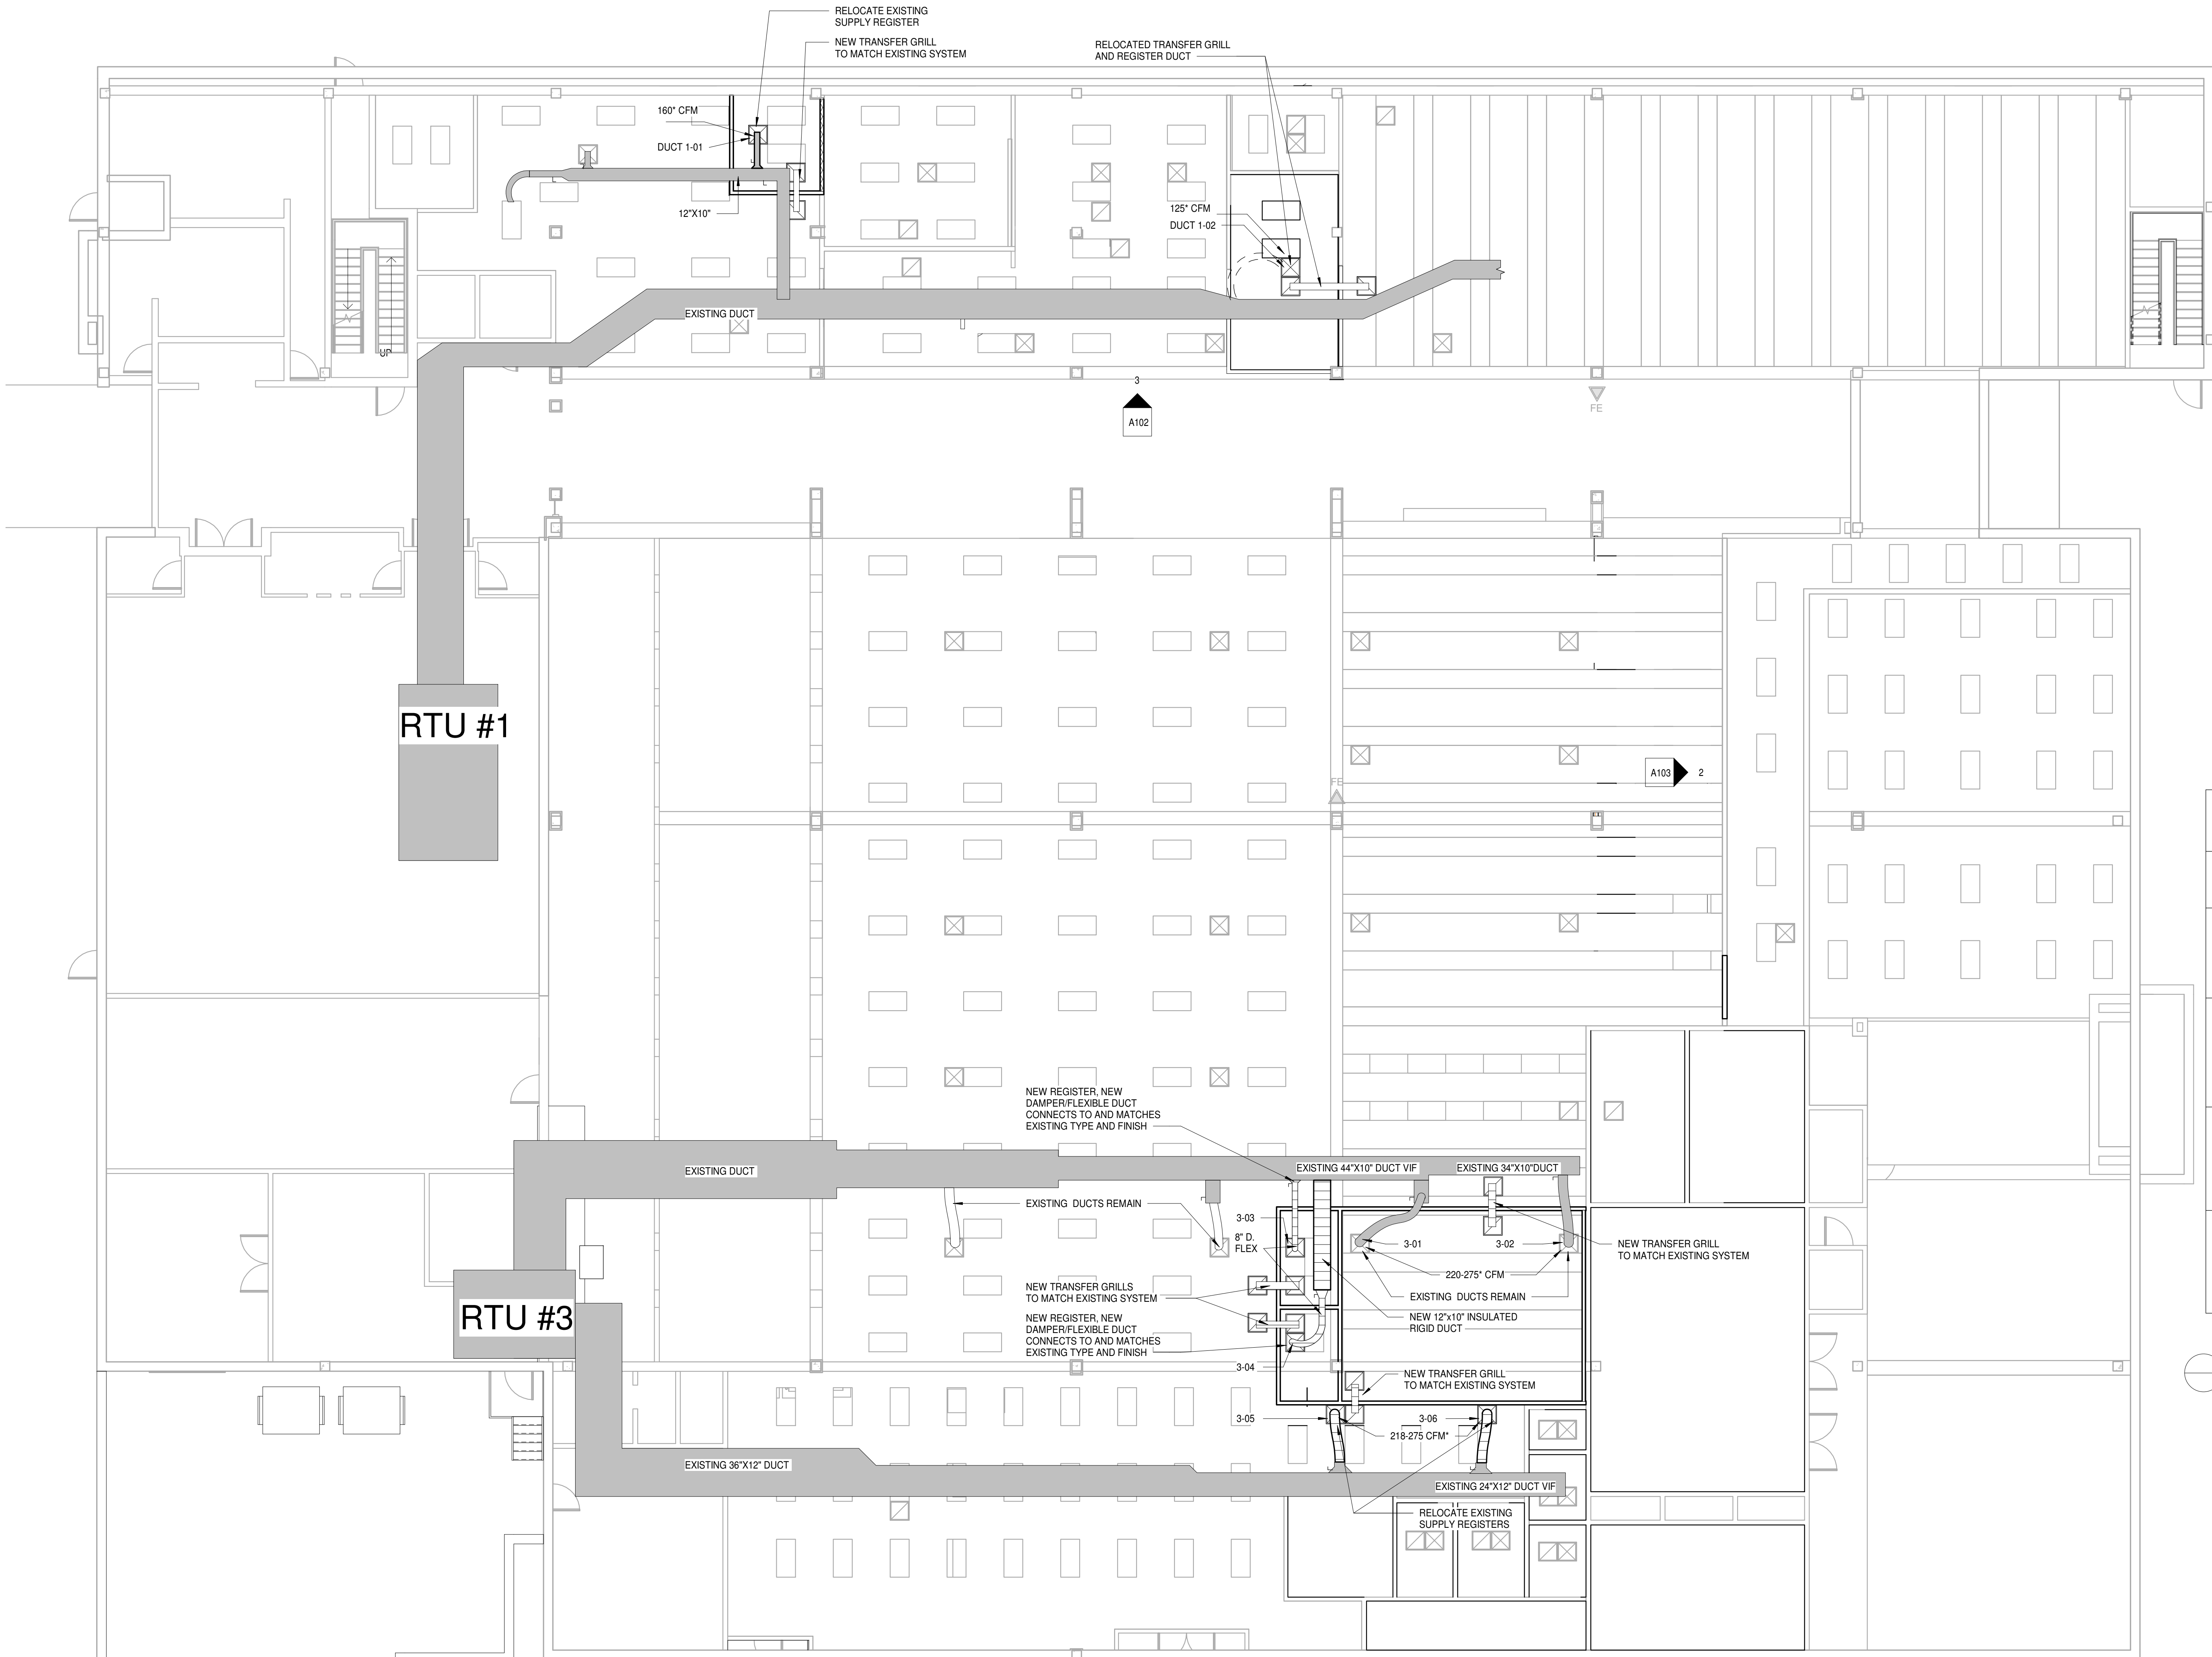 RELOCATE EXISTING
SUPPLY REGISTER
NEW TRANSFER GRILL
TO MATCH EXISTING SYSTEM
RELOCATED TRANSFER GRILL
AND REGISTER DUCT
160* CFM
DUCT 1-01
12"X10"
125* CFM
DUCT 1-02
EXISTING DUCT
UP
3
A102
FE
RTU #1
FE
A103
2
NEW REGISTER, NEW
DAMPER/FLEXIBLE DUCT
CONNECTS TO AND MATCHES
EXISTING TYPE AND FINISH
EXISTING DUCT
EXISTING 44"X10" DUCT VIF
EXISTING 34"X10"DUCT
EXISTING  DUCTS REMAIN
3-03
8" D.
FLEX
3-01
3-02
NEW TRANSFER GRILL
TO MATCH EXISTING SYSTEM
220-275* CFM
NEW TRANSFER GRILLS
TO MATCH EXISTING SYSTEM
EXISTING  DUCTS REMAIN
RTU #3
NEW REGISTER, NEW
DAMPER/FLEXIBLE DUCT
CONNECTS TO AND MATCHES
EXISTING TYPE AND FINISH
NEW 12"x10" INSULATED
RIGID DUCT
3-04
NEW TRANSFER GRILL
TO MATCH EXISTING SYSTEM
3-05
3-06
218-275 CFM*
EXISTING 36"X12" DUCT
EXISTING 24"X12" DUCT VIF
RELOCATE EXISTING
SUPPLY REGISTERS